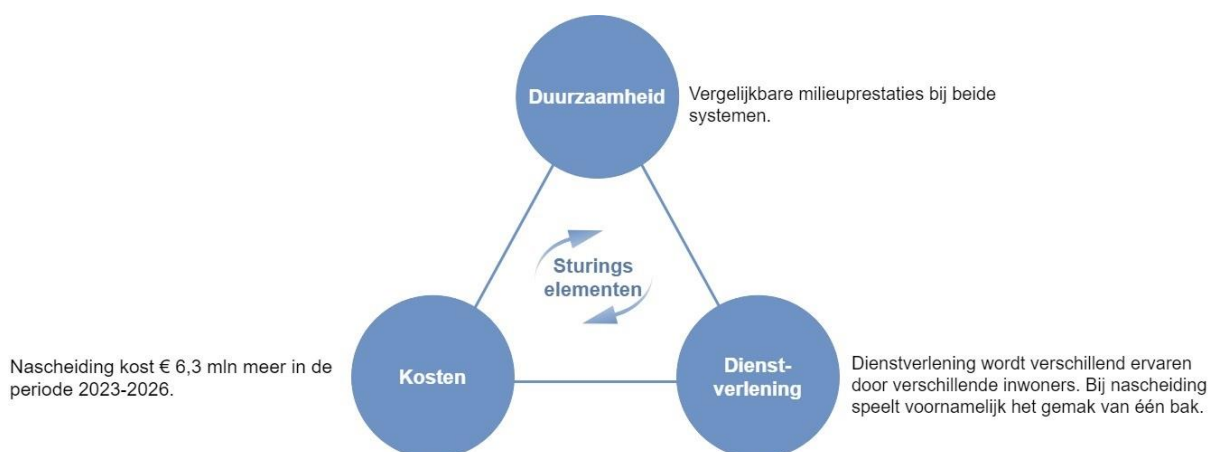 Duurzaamheid
Vergelijkbare milieuprestaties bij beide
systemen.
Sturings
elementen
Nascheiding kost € 6,3 mln meer in de
periode 2023-2026.
Kosten
Dienst-
verlening
Dienstverlening wordt verschillend ervaren
door verschillende inwoners. Bij nascheiding
speelt voornamelijk het gemak van één bak.